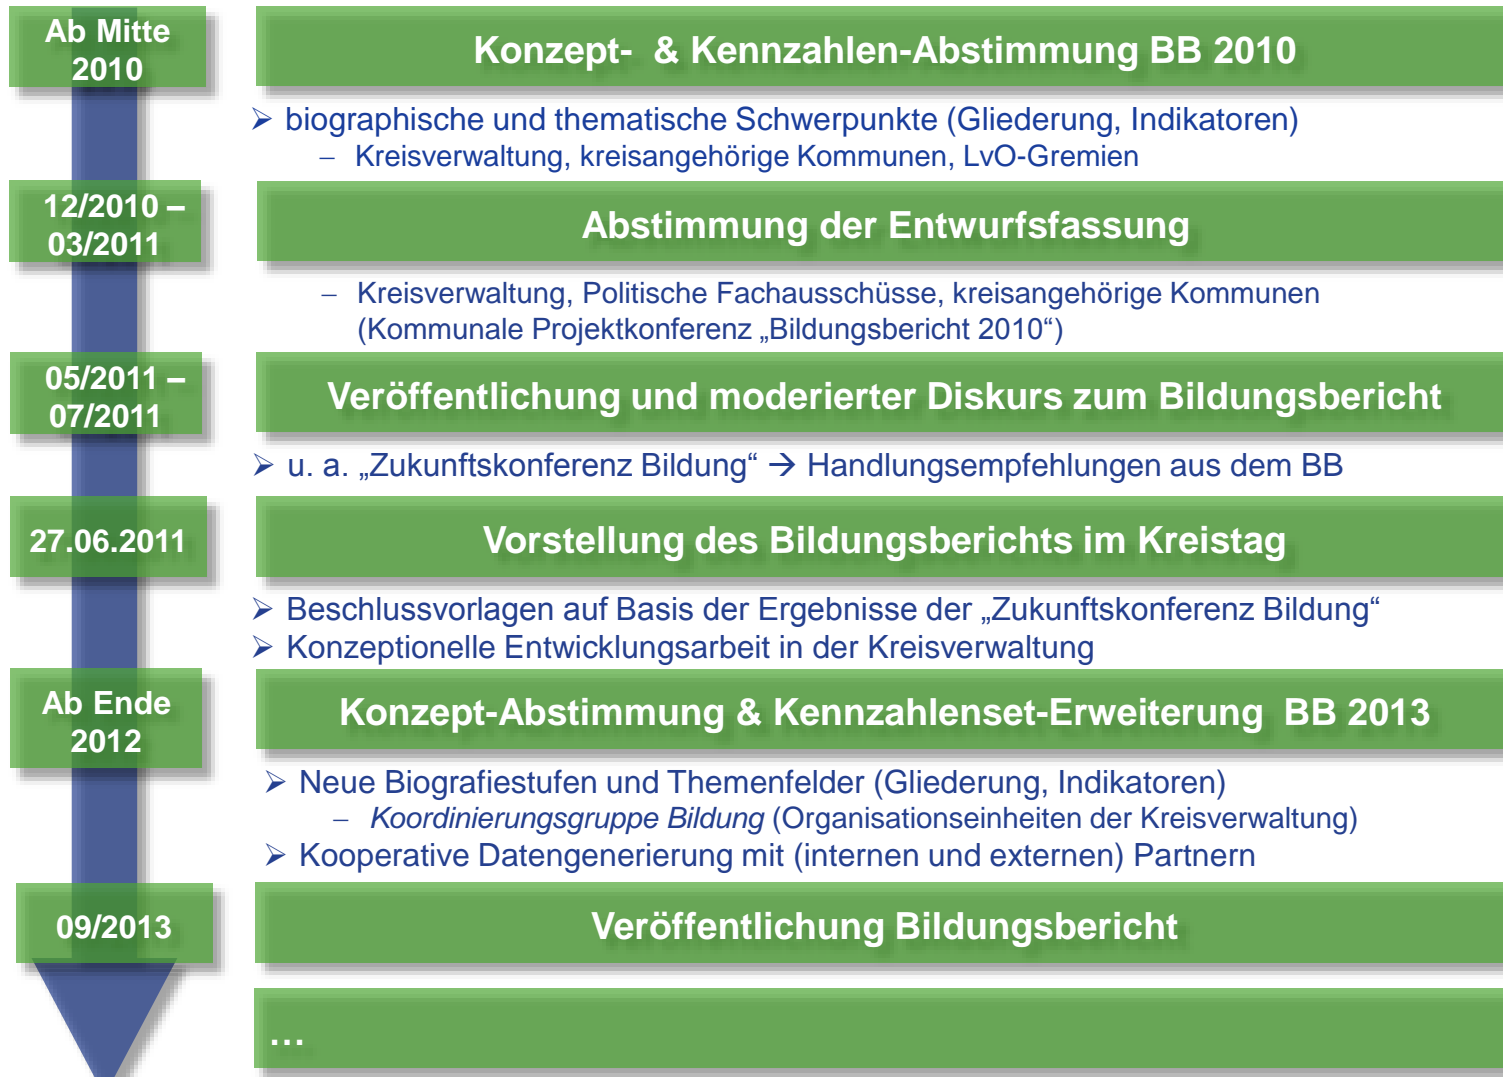 Ab Mitte
2010
Konzept- & Kennzahlen-Abstimmung BB 2010
➢ biographische und thematische Schwerpunkte (Gliederung, Indikatoren)
– Kreisverwaltung, kreisangehörige Kommunen, LvO-Gremien
12/2010 –
03/2011
Abstimmung der Entwurfsfassung
– Kreisverwaltung, Politische Fachausschüsse, kreisangehörige Kommunen
(Kommunale Projektkonferenz „Bildungsbericht 2010“)
05/2011 –
07/2011
Veröffentlichung und moderierter Diskurs zum Bildungsbericht
➢ u. a. „Zukunftskonferenz Bildung“ → Handlungsempfehlungen aus dem BB
27.06.2011
Vorstellung des Bildungsberichts im Kreistag
➢ Beschlussvorlagen auf Basis der Ergebnisse der „Zukunftskonferenz Bildung“
➢ Konzeptionelle Entwicklungsarbeit in der Kreisverwaltung
Ab Ende
2012
Konzept-Abstimmung & Kennzahlenset-Erweiterung BB 2013
➢ Neue Biografiestufen und Themenfelder (Gliederung, Indikatoren)
– Koordinierungsgruppe Bildung (Organisationseinheiten der Kreisverwaltung)
➢ Kooperative Datengenerierung mit (internen und externen) Partnern
09/2013
Veröffentlichung Bildungsbericht
…